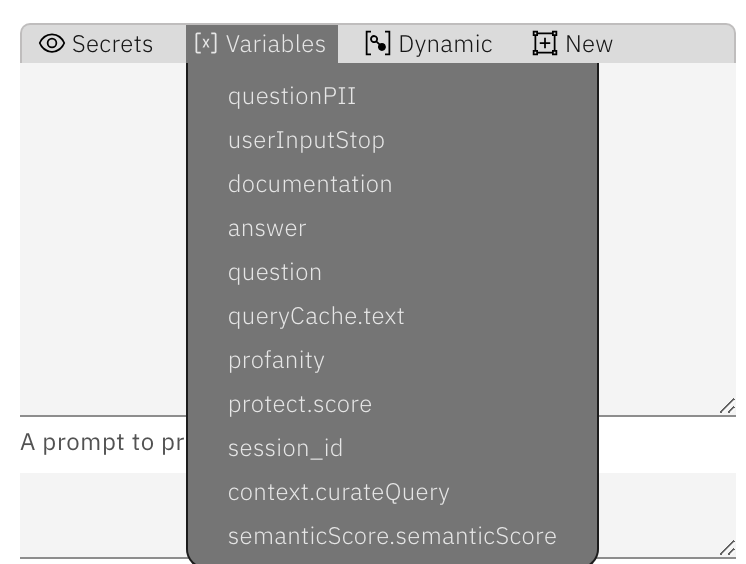 Secrets [x] Variables Dynamic New
questionPII
userInputStop
documentation
answer
question
queryCache.text
profanity
protect.score
A prompt to pr
session_id
context.curateQuery
semanticScore.semanticScore